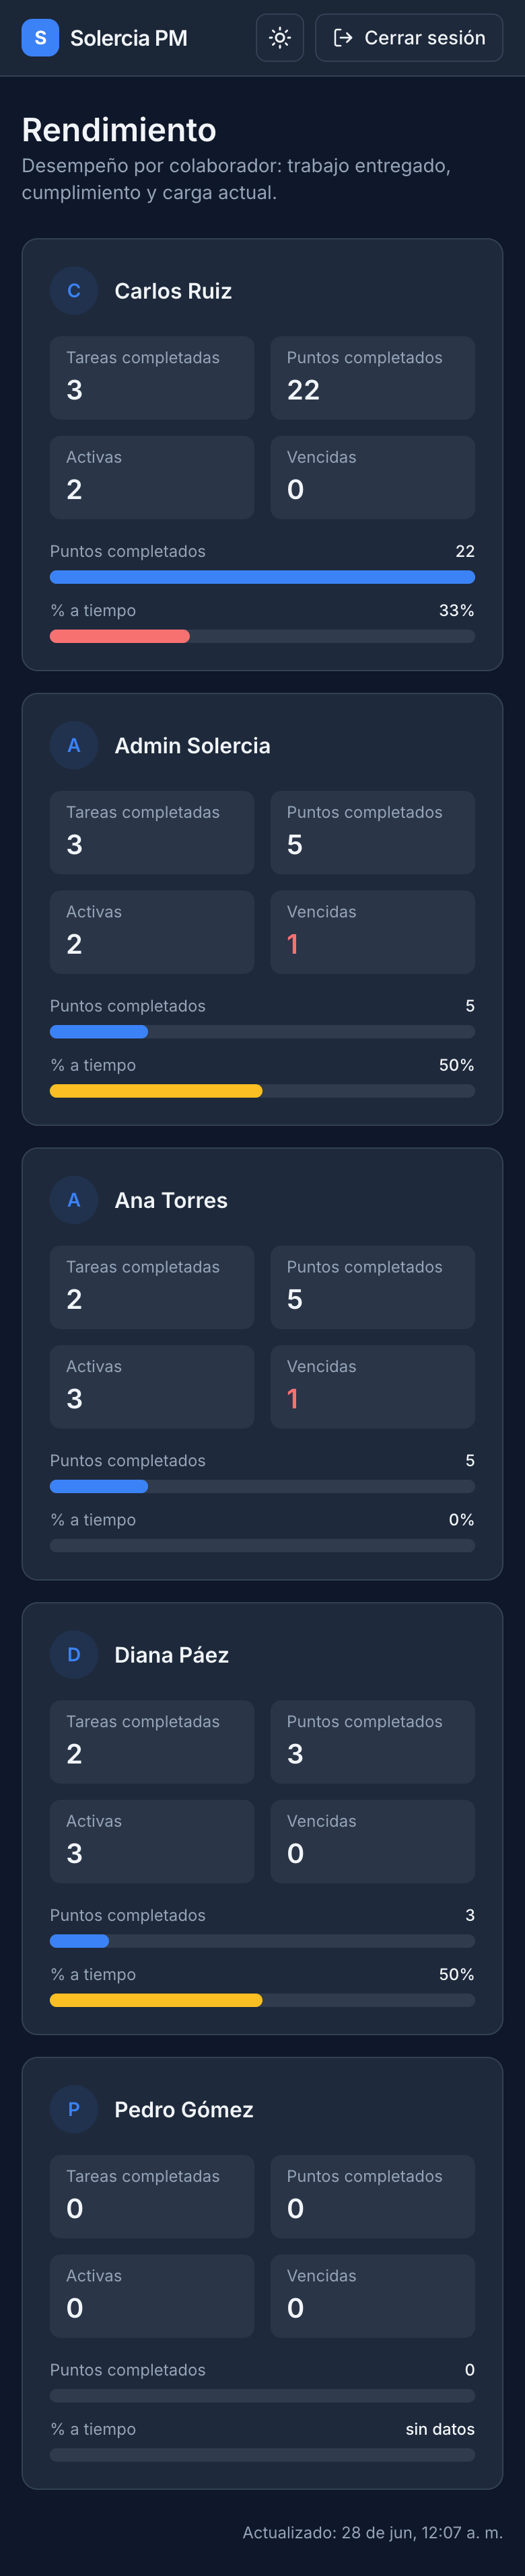 S Solercia PM Cerrar sesión
Rendimiento
Desempeño por colaborador: trabajo entregado,
cumplimiento y carga actual.
C Carlos Ruiz
Tareas completadas Puntos completados
3 22
Activas Vencidas
2 0
Puntos completados 22
% a tiempo 33%
A Admin Solercia
Tareas completadas Puntos completados
3 5
Activas Vencidas
2 1
Puntos completados 5
% a tiempo 50%
A Ana Torres
Tareas completadas Puntos completados
2 5
Activas Vencidas
3 1
Puntos completados 5
% a tiempo 0%
D Diana Páez
Tareas completadas Puntos completados
2 3
Activas Vencidas
3 0
Puntos completados 3
% a tiempo 50%
P Pedro Gómez
Tareas completadas Puntos completados
0 0
Activas Vencidas
0 0
Puntos completados 0
% a tiempo sin datos
Actualizado: 28 de jun, 12:07 a. m.